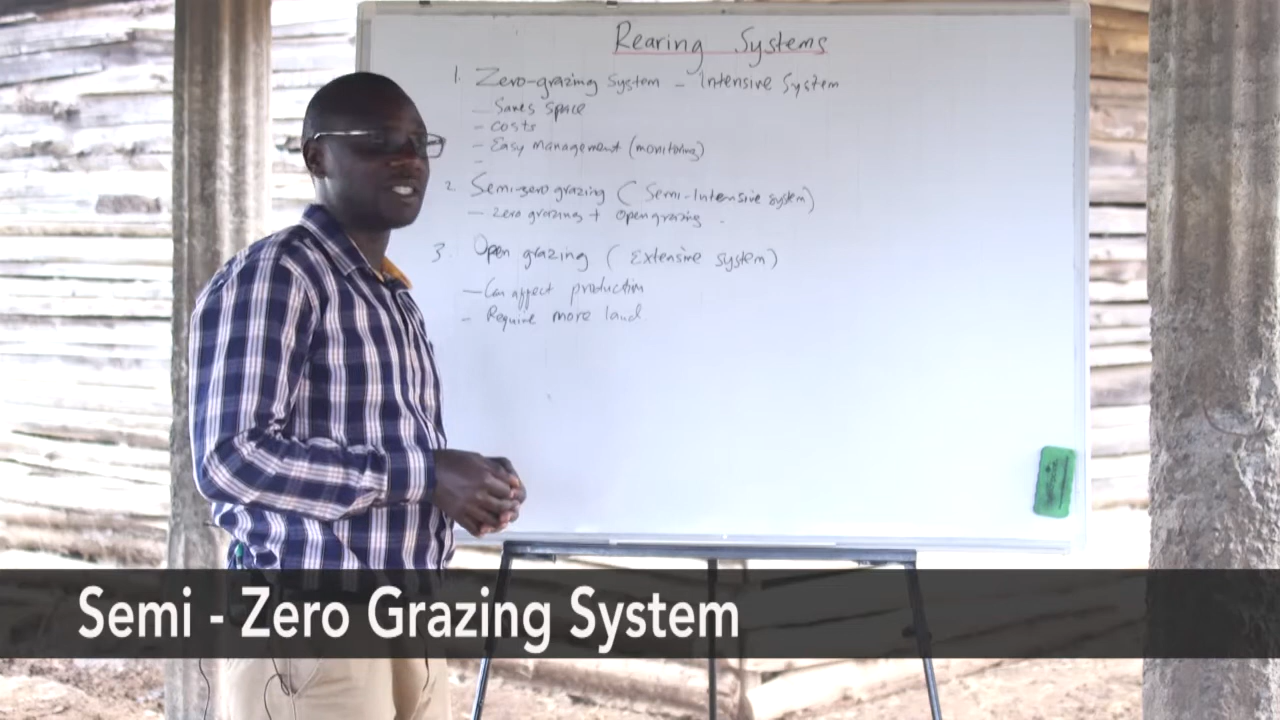 Rearing Systems
1. Zero-grazing system - Intensive System
- Saves space
- costs
- Easy management (monitoring)
-
2. Semi-zero grazing (Semi-Intensive system)
- Zero grazing + Open grazing.
3. Open grazing (Extensive system)
- Can affect production
- Require more land
Semi - Zero Grazing System